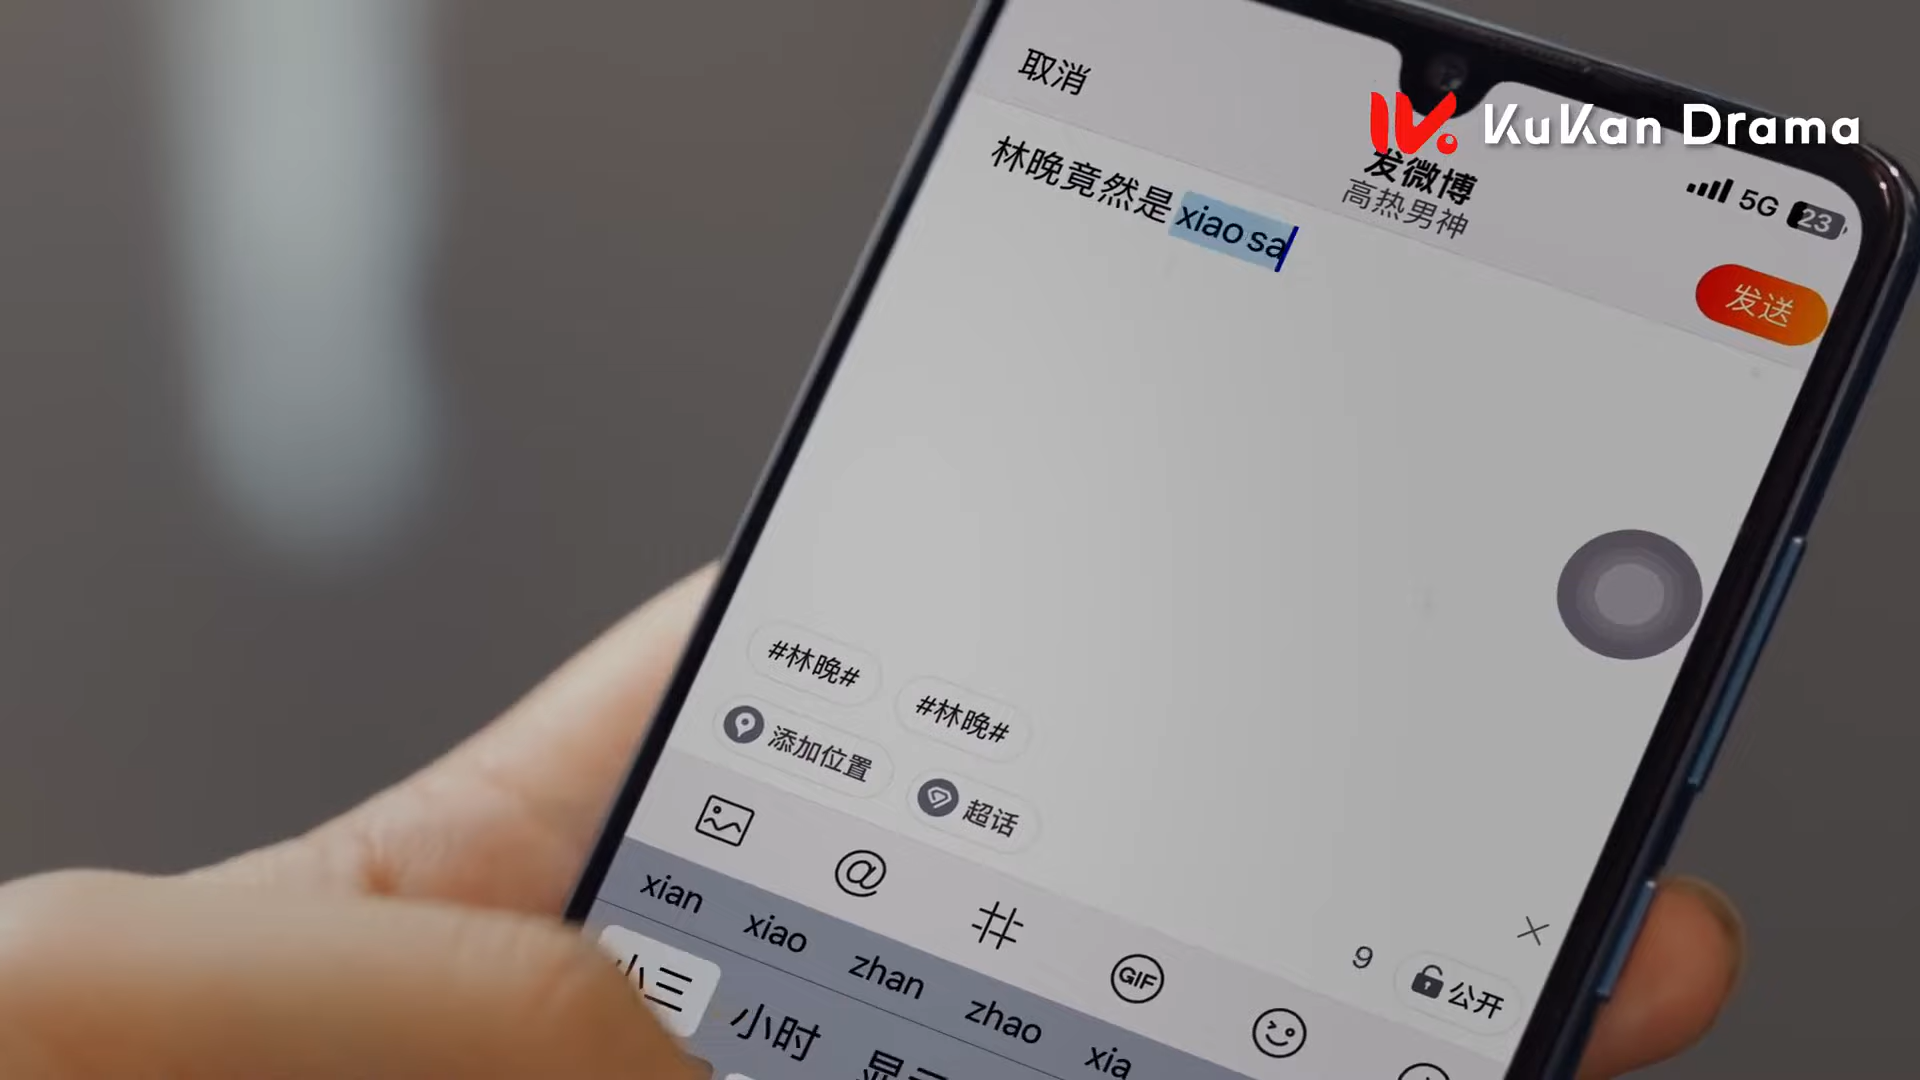 取消
KuKan Drama
发微博
高热男神
5G 23
发送
林晚竟然是 xiao sa
#林晚# #林晚#
添加位置 超话
9 公开
GIF
xian xiao zhan zhao xia
小三 小时